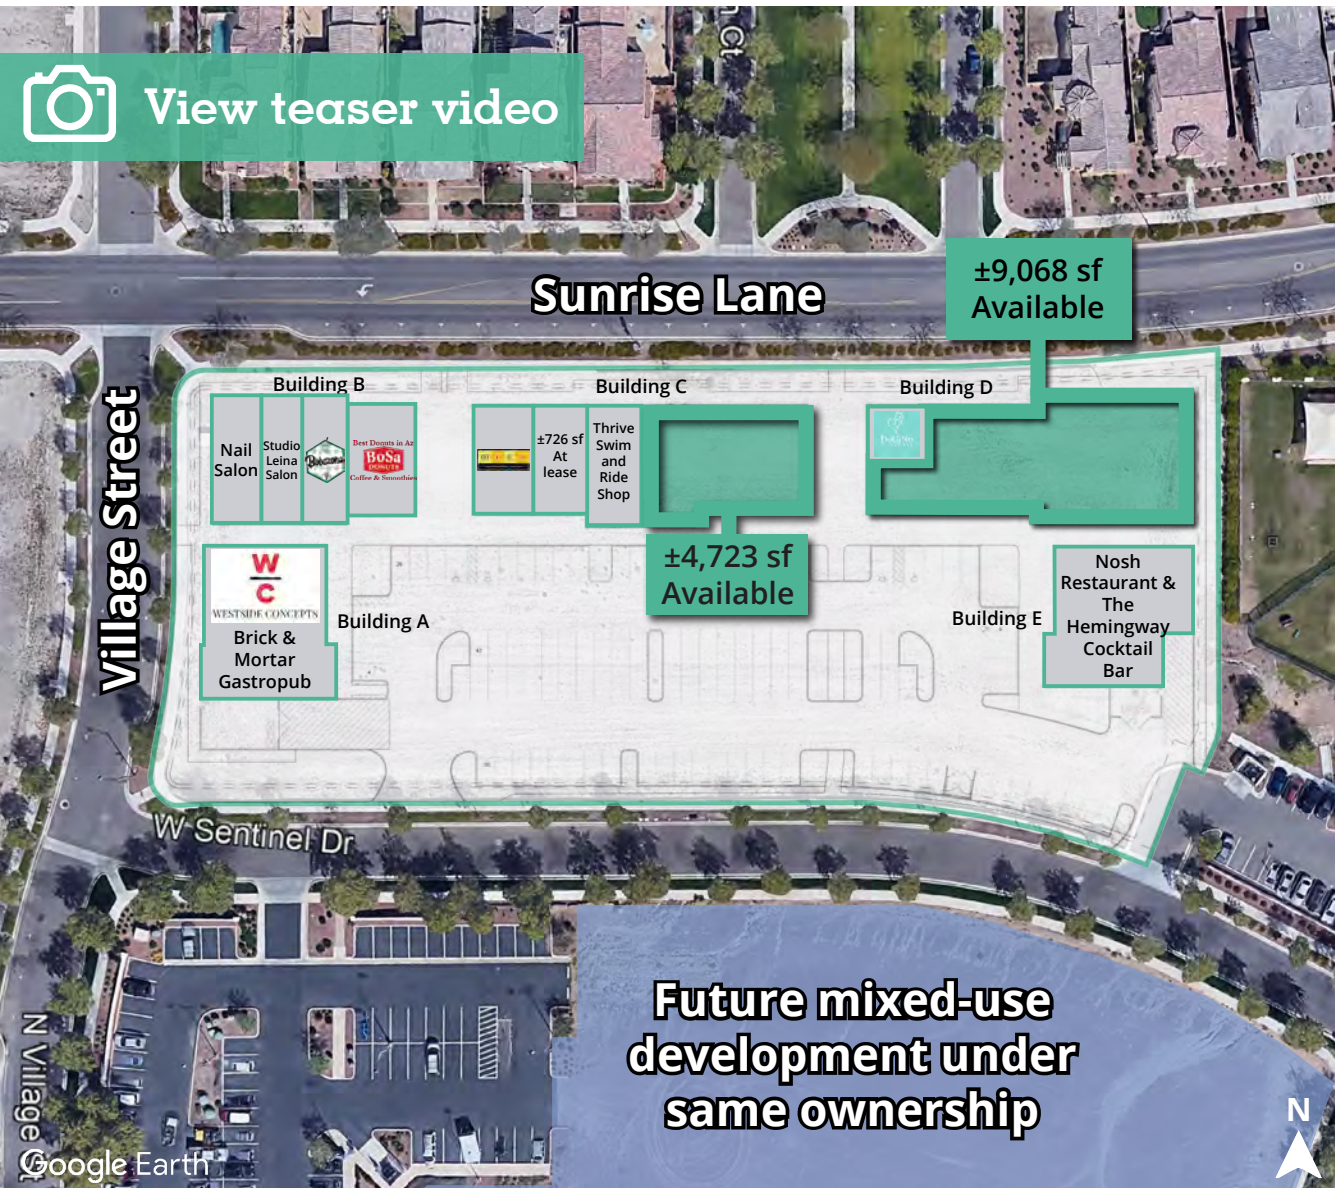 Ct
View teaser video
±9,068 sf
Available
Sunrise Lane
Village Street
Building B
Building C
Building D
Nail
Salon
Studio
Leina
Salon
Best Donuts in Az
BoSa
DONUTS
Coffee & Smoothies
±726 sf
At
lease
Thrive
Swim
and
Ride
Shop
±4,723 sf
Available
W
C
WESTSIDE CONCEPTS
Brick &
Mortar
Gastropub
Building A
Building E
Nosh
Restaurant &
The
Hemingway
Cocktail
Bar
W Sentinel Dr
Future mixed-use
development under
same ownership
N Village St
Google Earth
N